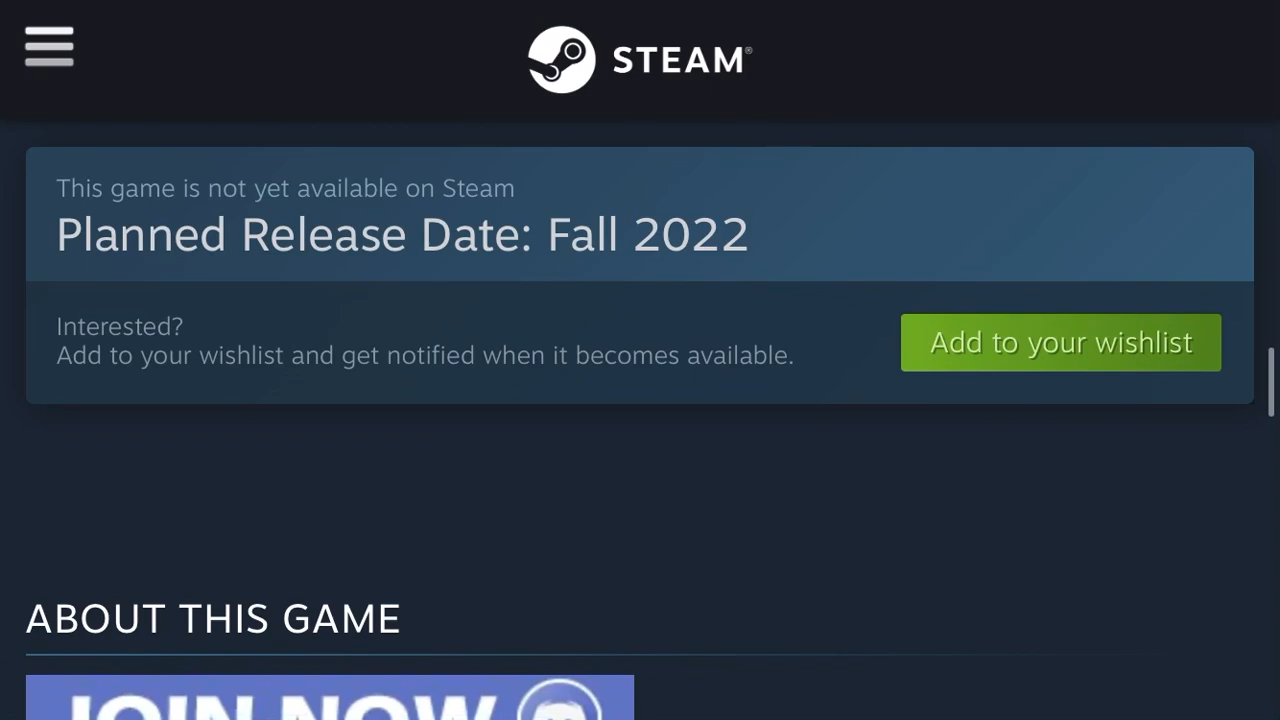 STEAM®
This game is not yet available on Steam
Planned Release Date: Fall 2022
Interested?
Add to your wishlist and get notified when it becomes available.
Add to your wishlist
ABOUT THIS GAME
JOIN NOW